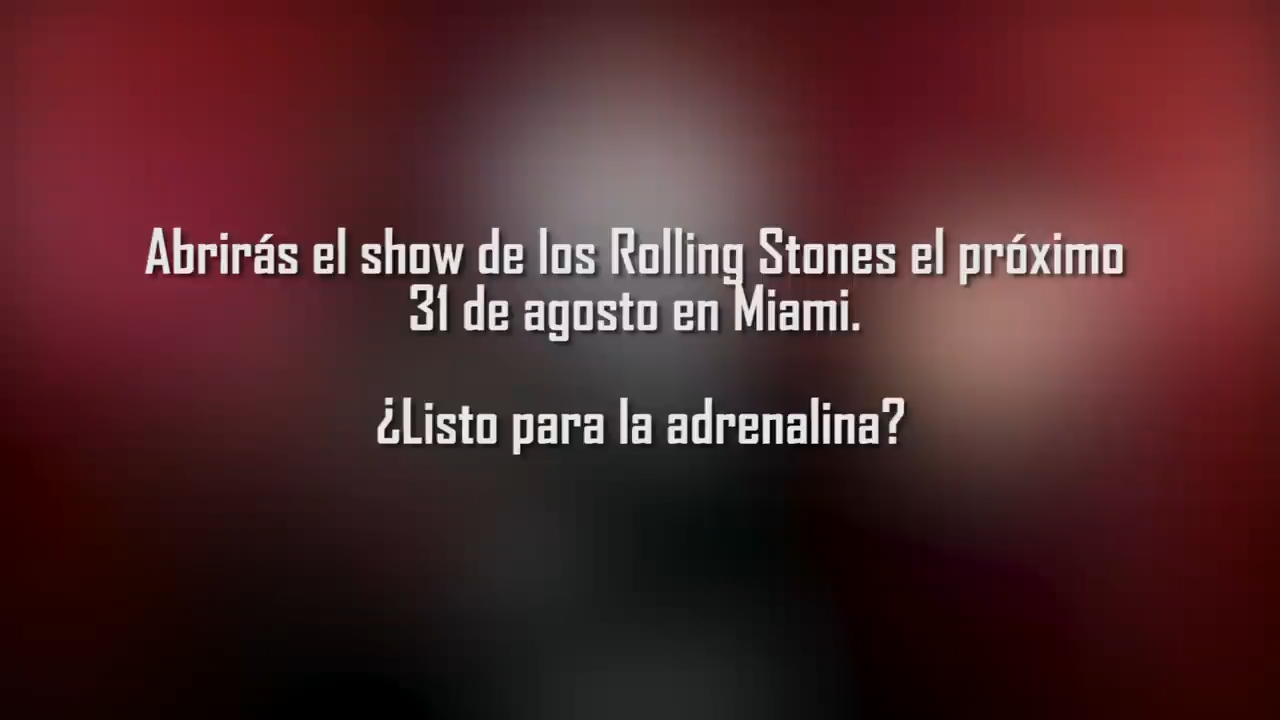 Abrirás el show de los Rolling Stones el próximo
31 de agosto en Miami.
¿Listo para la adrenalina?